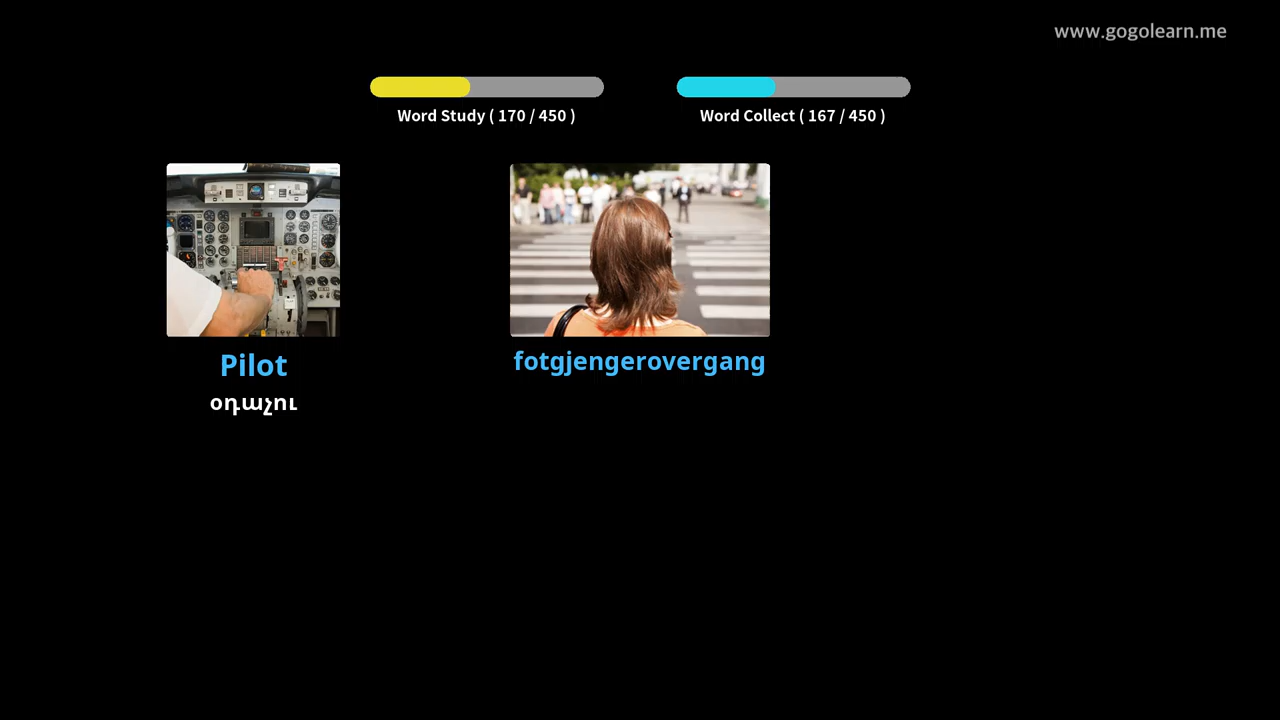 www.gogolearn.me
Word Study ( 170 / 450 )
Word Collect ( 167 / 450 )
Pilot
օդաչու
fotgjengerovergang